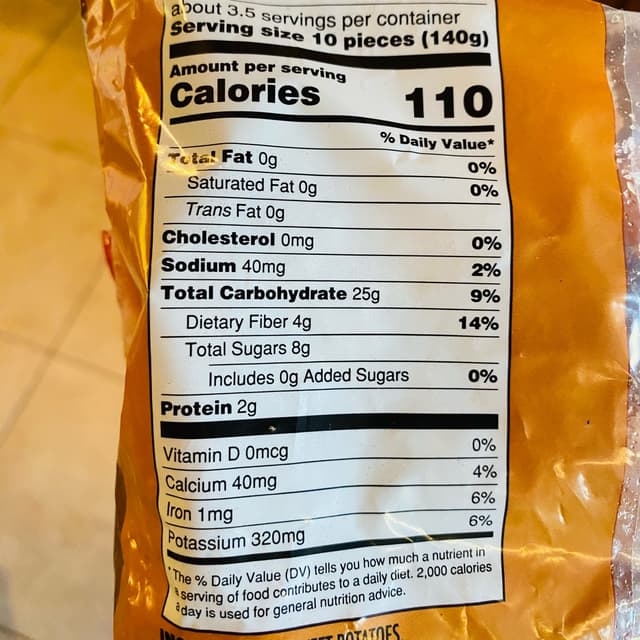 about 3.5 servings per container
Serving size 10 pieces (140g)
Amount per serving
Calories 110
% Daily Value*
Total Fat 0g 0%
Saturated Fat 0g 0%
Trans Fat 0g
Cholesterol 0mg 0%
Sodium 40mg 2%
Total Carbohydrate 25g 9%
Dietary Fiber 4g 14%
Total Sugars 8g
Includes 0g Added Sugars 0%
Protein 2g
Vitamin D 0mcg 0%
Calcium 40mg 4%
Iron 1mg 6%
Potassium 320mg 6%
*The % Daily Value (DV) tells you how much a nutrient in
a serving of food contributes to a daily diet. 2,000 calories
a day is used for general nutrition advice.
POTATOES